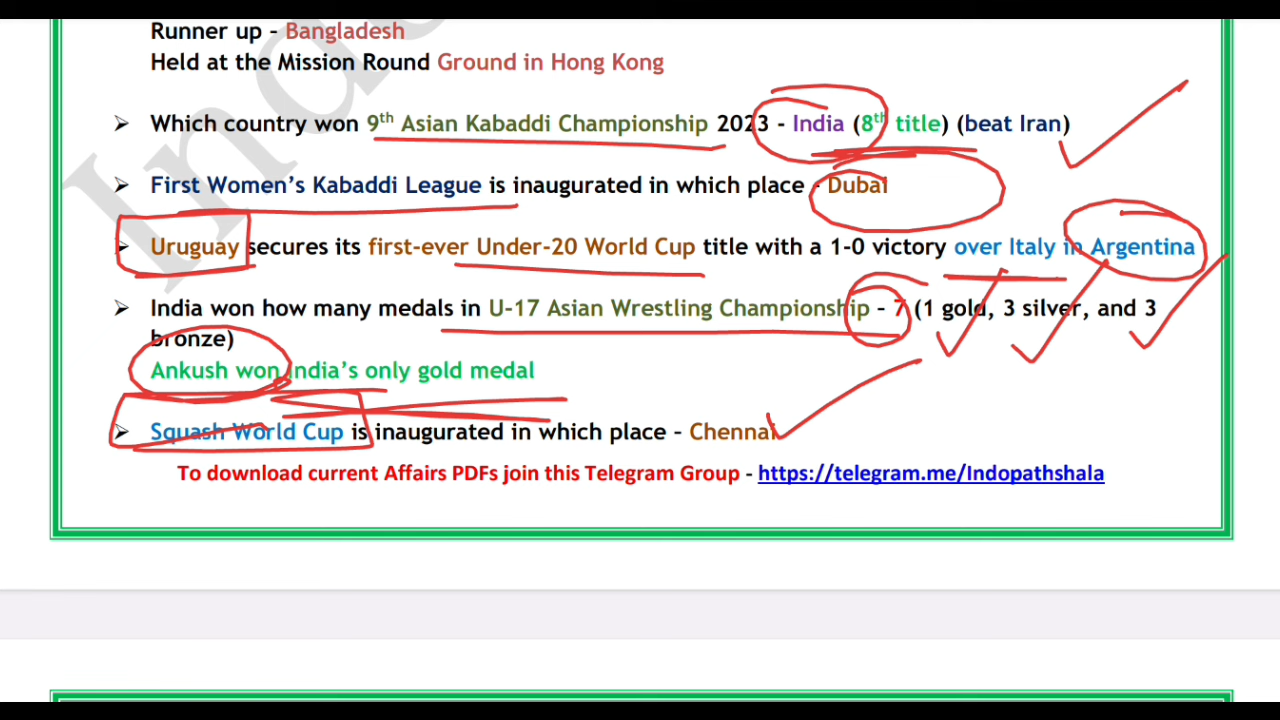 Runner up - Bangladesh
Held at the Mission Round Ground in Hong Kong
➢ Which country won 9th Asian Kabaddi Championship 2023 - India (8th title) (beat Iran)
➢ First Women's Kabaddi League is inaugurated in which place - Dubai
➢ Uruguay secures its first-ever Under-20 World Cup title with a 1-0 victory over Italy in Argentina
➢ India won how many medals in U-17 Asian Wrestling Championship - 7 (1 gold, 3 silver, and 3
bronze)
Ankush won India's only gold medal
➢ Squash World Cup is inaugurated in which place - Chennai
To download current Affairs PDFs join this Telegram Group - https://telegram.me/Indopathshala